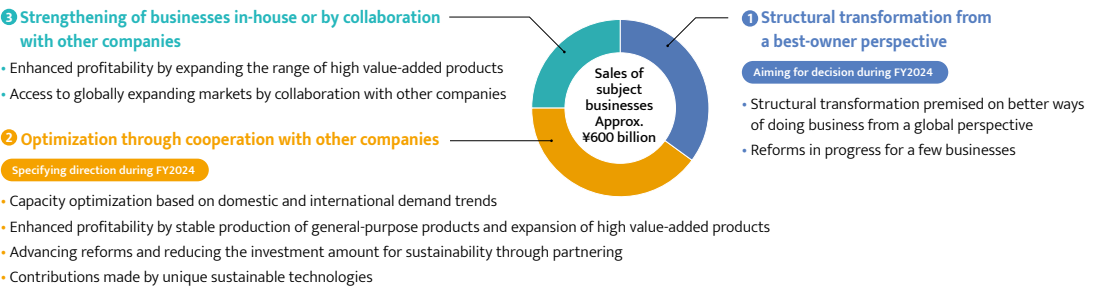 ❸ Strengthening of businesses in-house or by collaboration
with other companies
• Enhanced profitability by expanding the range of high value-added products
• Access to globally expanding markets by collaboration with other companies
❷ Optimization through cooperation with other companies
Specifying direction during FY2024
• Capacity optimization based on domestic and international demand trends
• Enhanced profitability by stable production of general-purpose products and expansion of high value-added products
• Advancing reforms and reducing the investment amount for sustainability through partnering
• Contributions made by unique sustainable technologies
Sales of
subject
businesses
Approx.
¥600 billion
❶ Structural transformation from
a best-owner perspective
Aiming for decision during FY2024
• Structural transformation premised on better ways
of doing business from a global perspective
• Reforms in progress for a few businesses